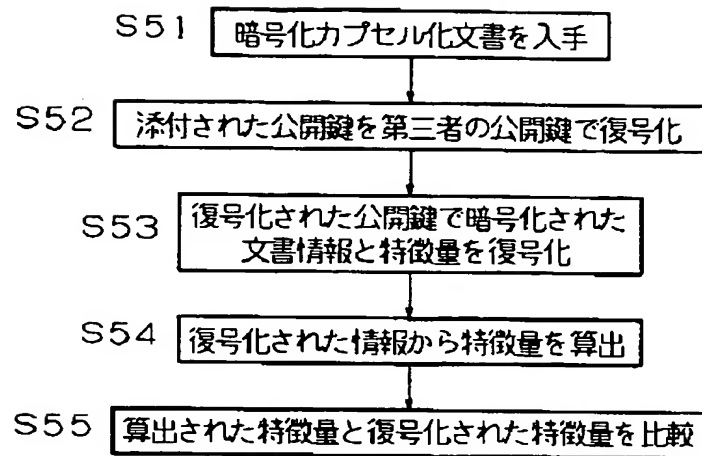 S51 暗号化カプセル化文書を入手
S52 添付された公開鍵を第三者の公開鍵で復号化
S53 復号化された公開鍵で暗号化された
文書情報と特徴量を復号化
S54 復号化された情報から特徴量を算出
S55 算出された特徴量と復号化された特徴量を比較